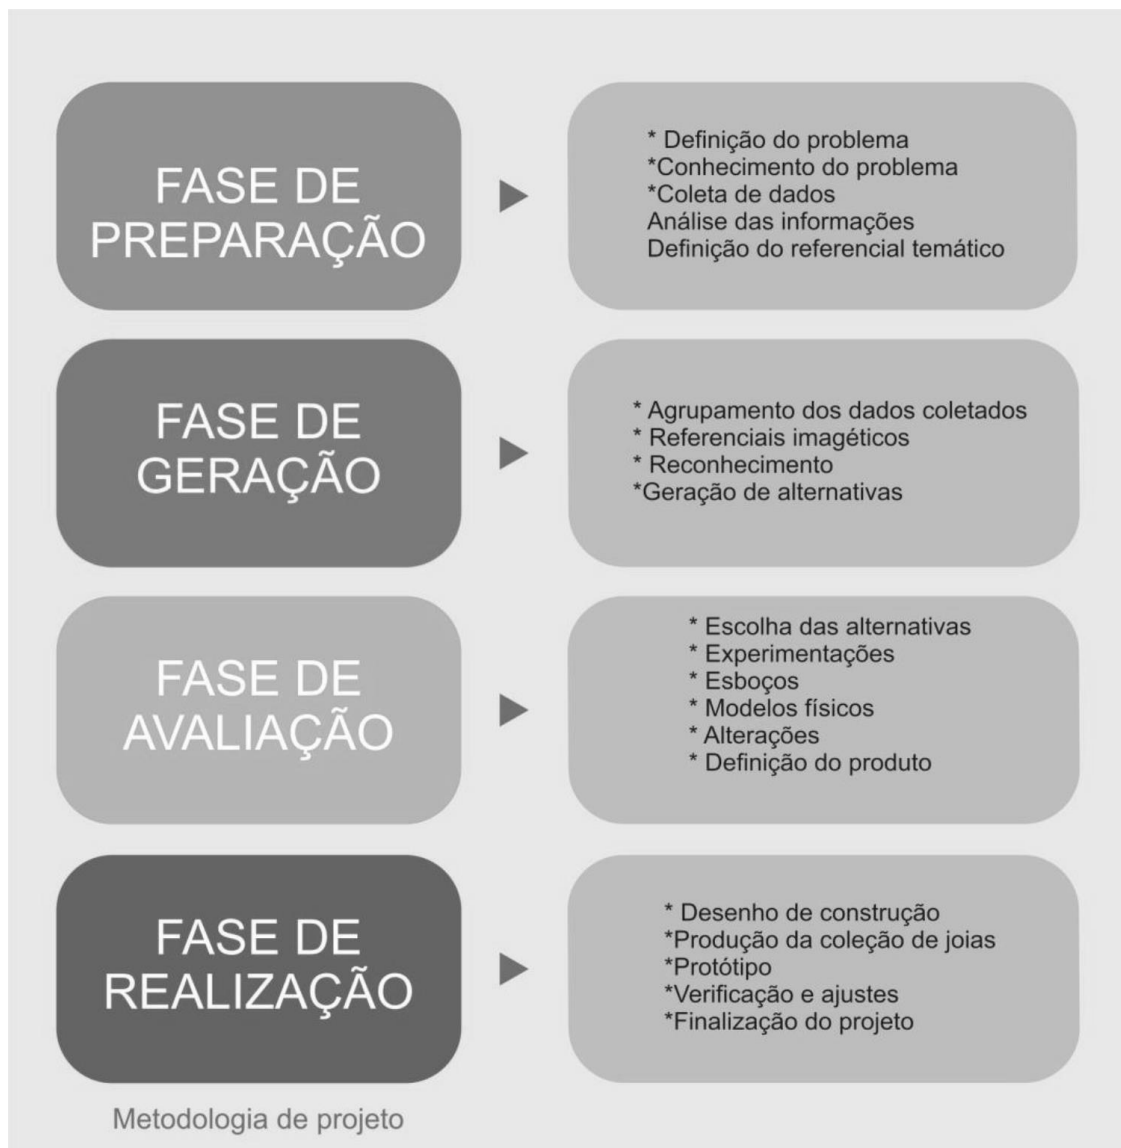 FASE DE
PREPARAÇÃO
* Definição do problema
*Conhecimento do problema
*Coleta de dados
Análise das informações
Definição do referencial temático
FASE DE
GERAÇÃO
* Agrupamento dos dados coletados
* Referenciais imagéticos
* Reconhecimento
*Geração de alternativas
FASE DE
AVALIAÇÃO
* Escolha das alternativas
* Experimentações
* Esboços
* Modelos físicos
* Alterações
* Definição do produto
FASE DE
REALIZAÇÃO
* Desenho de construção
*Produção da coleção de joias
*Protótipo
*Verificação e ajustes
*Finalização do projeto
Metodologia de projeto